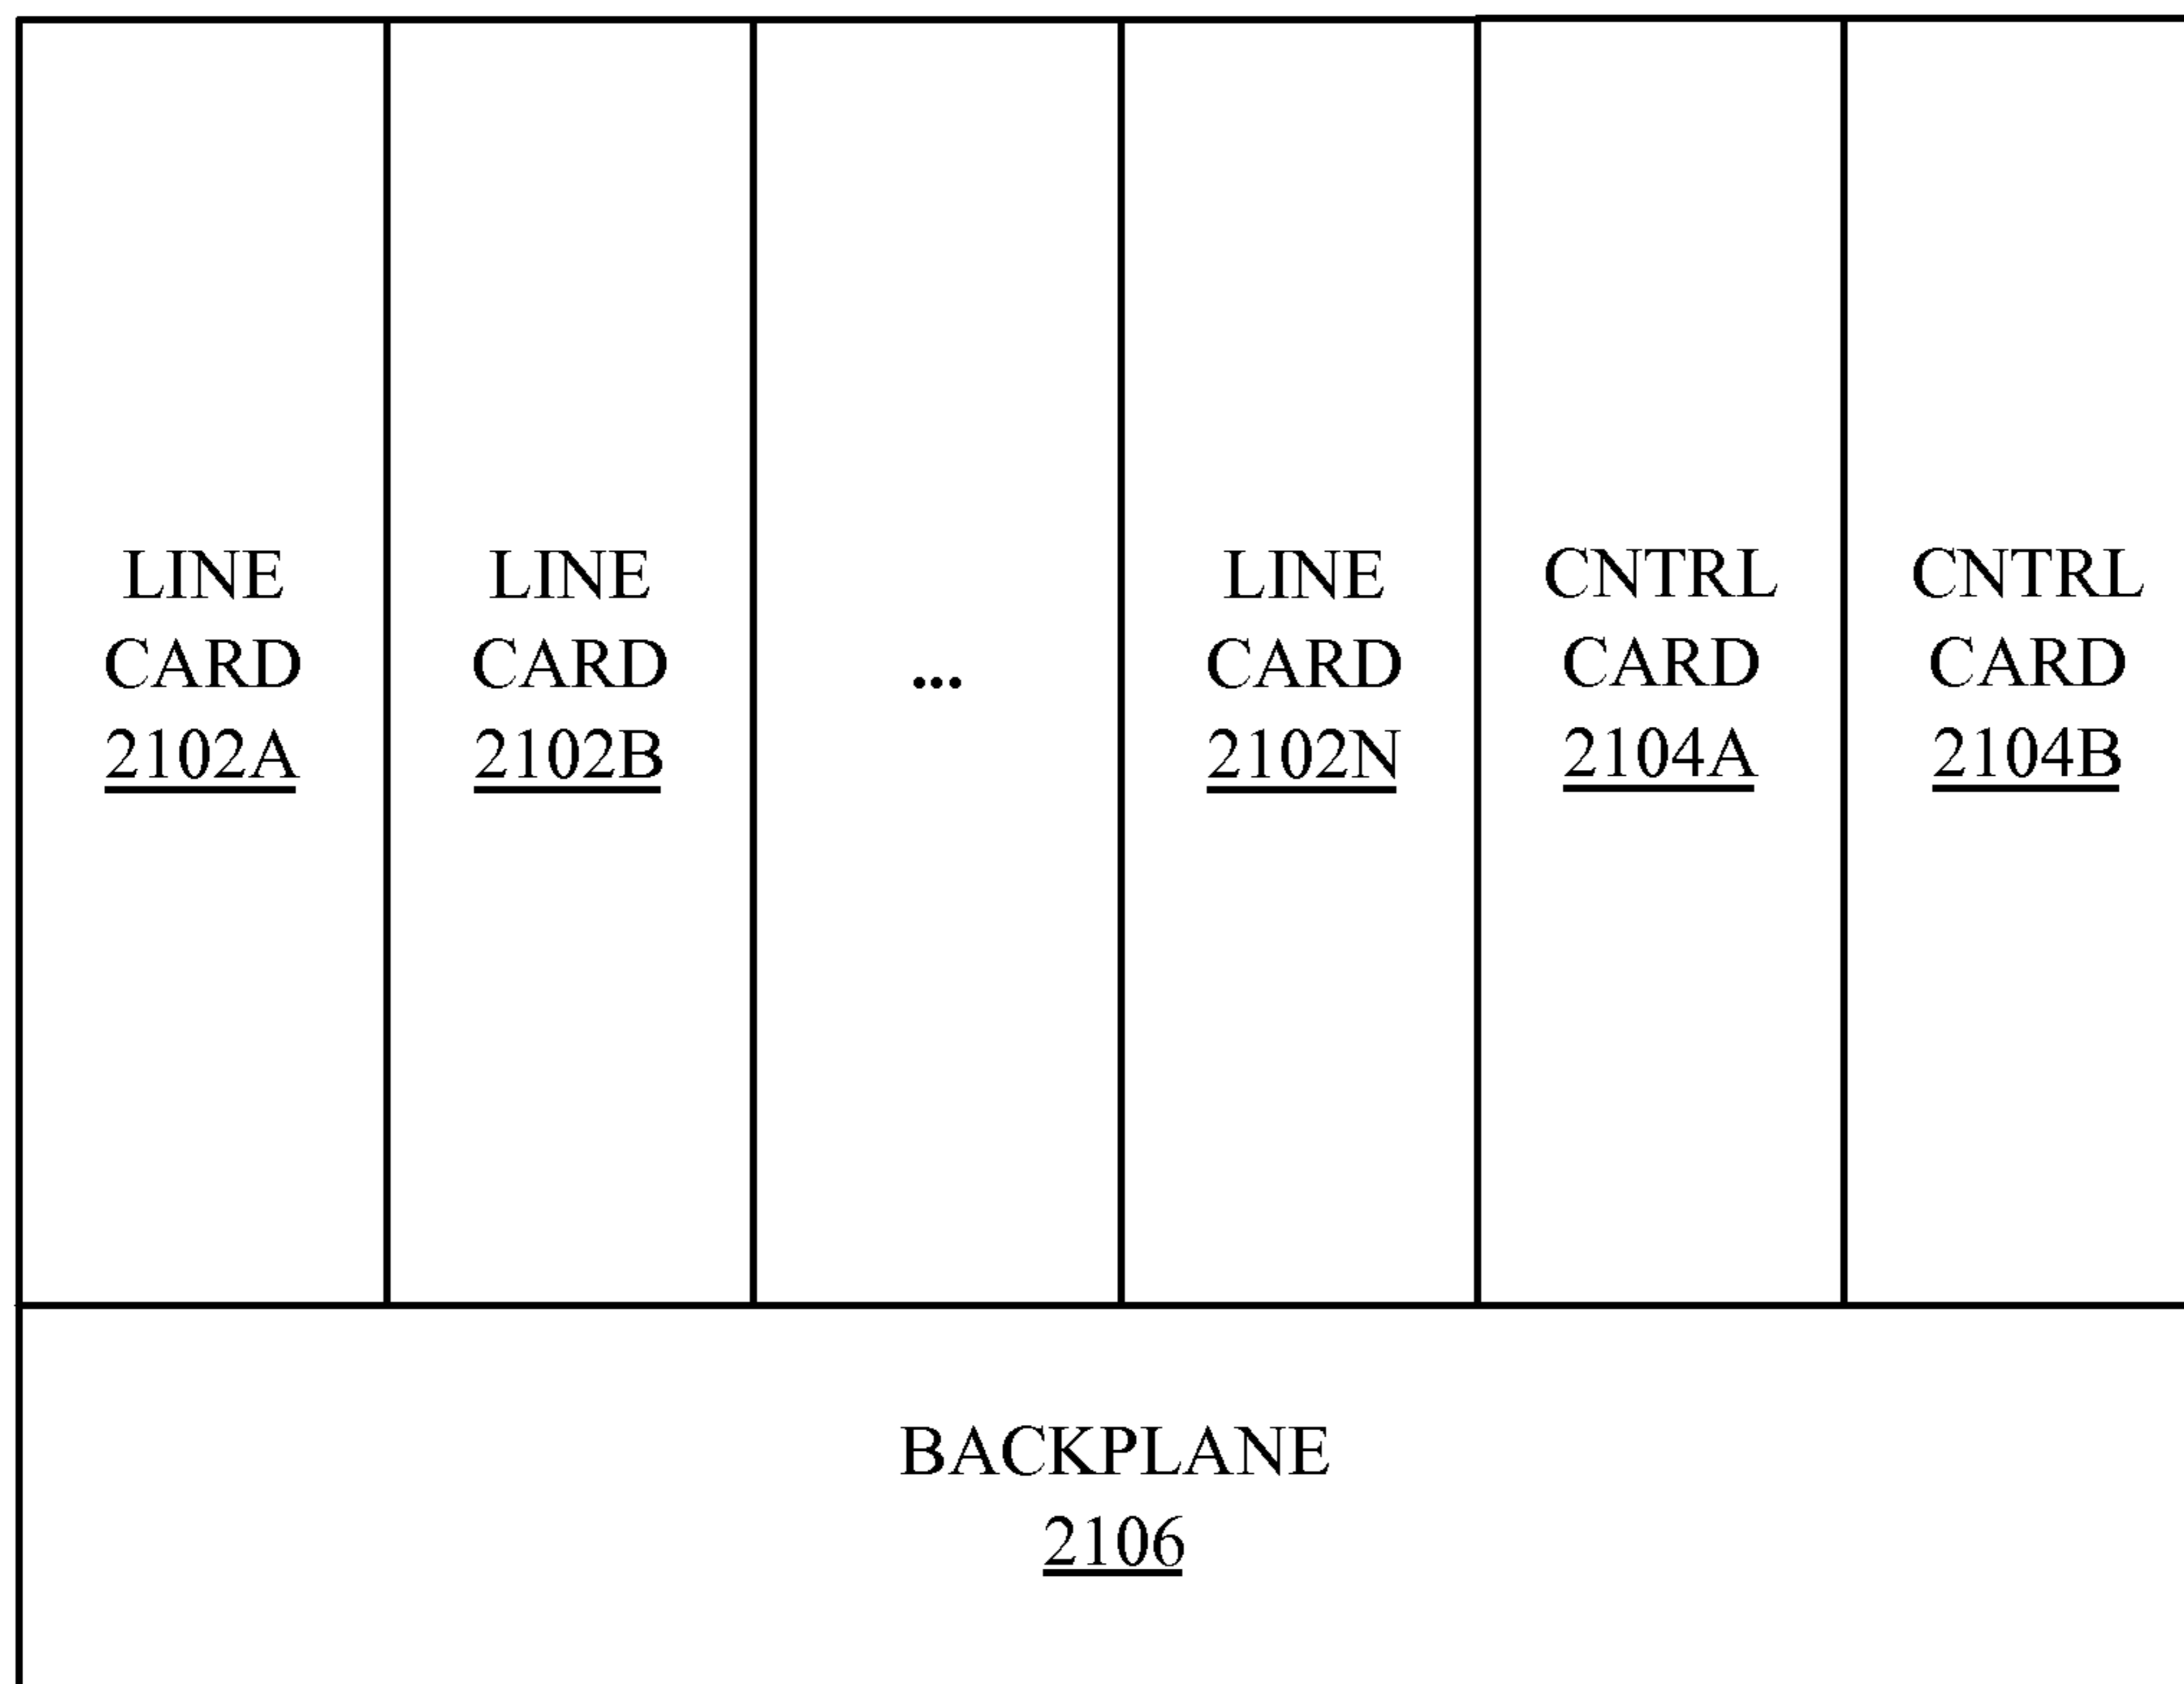 LINE
CARD
2102A
LINE
CARD
2102B
...
LINE
CARD
2102N
CNTRL
CARD
2104A
CNTRL
CARD
2104B
BACKPLANE
2106